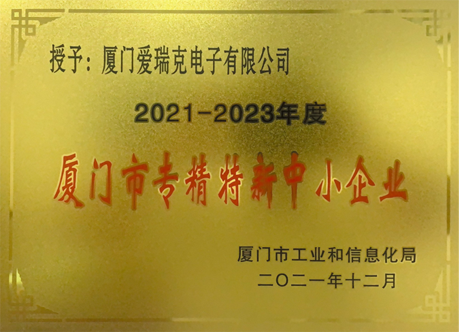 授予：厦门爱瑞克电子有限公司
2021-2023年度
厦门市专精特新中小企业
厦门市工业和信息化局
二〇二一年十二月